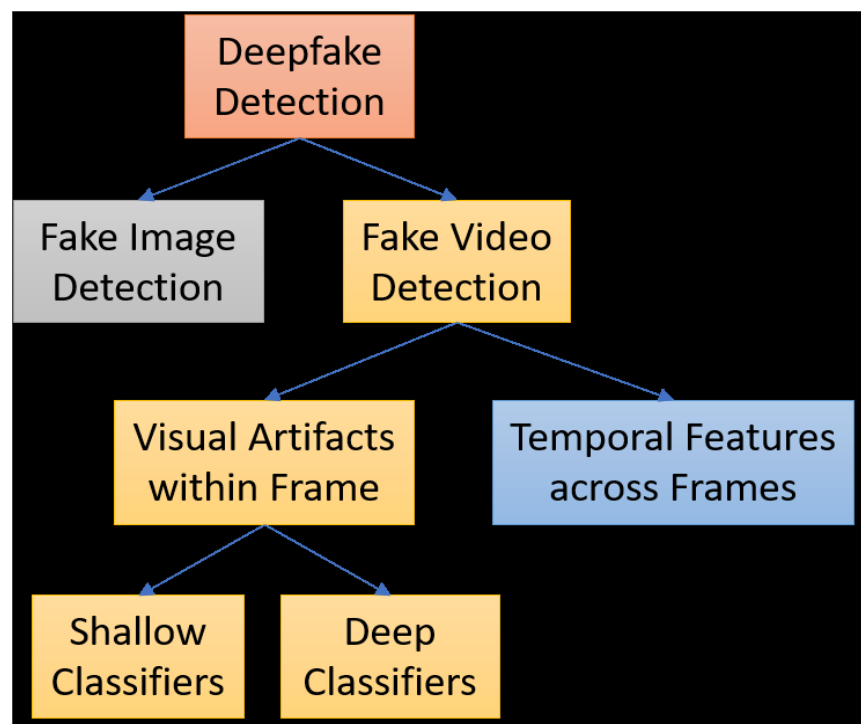 Deepfake
Detection
Fake Image
Detection
Fake Video
Detection
Visual Artifacts
within Frame
Temporal Features
across Frames
Shallow
Classifiers
Deep
Classifiers